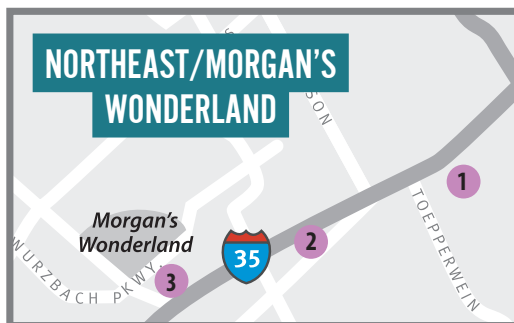 NORTHEAST/MORGAN'S
WONDERLAND
1
TOEPPERWEIN
Morgan's
Wonderland
2
35
3
WURZBACH PKWY.